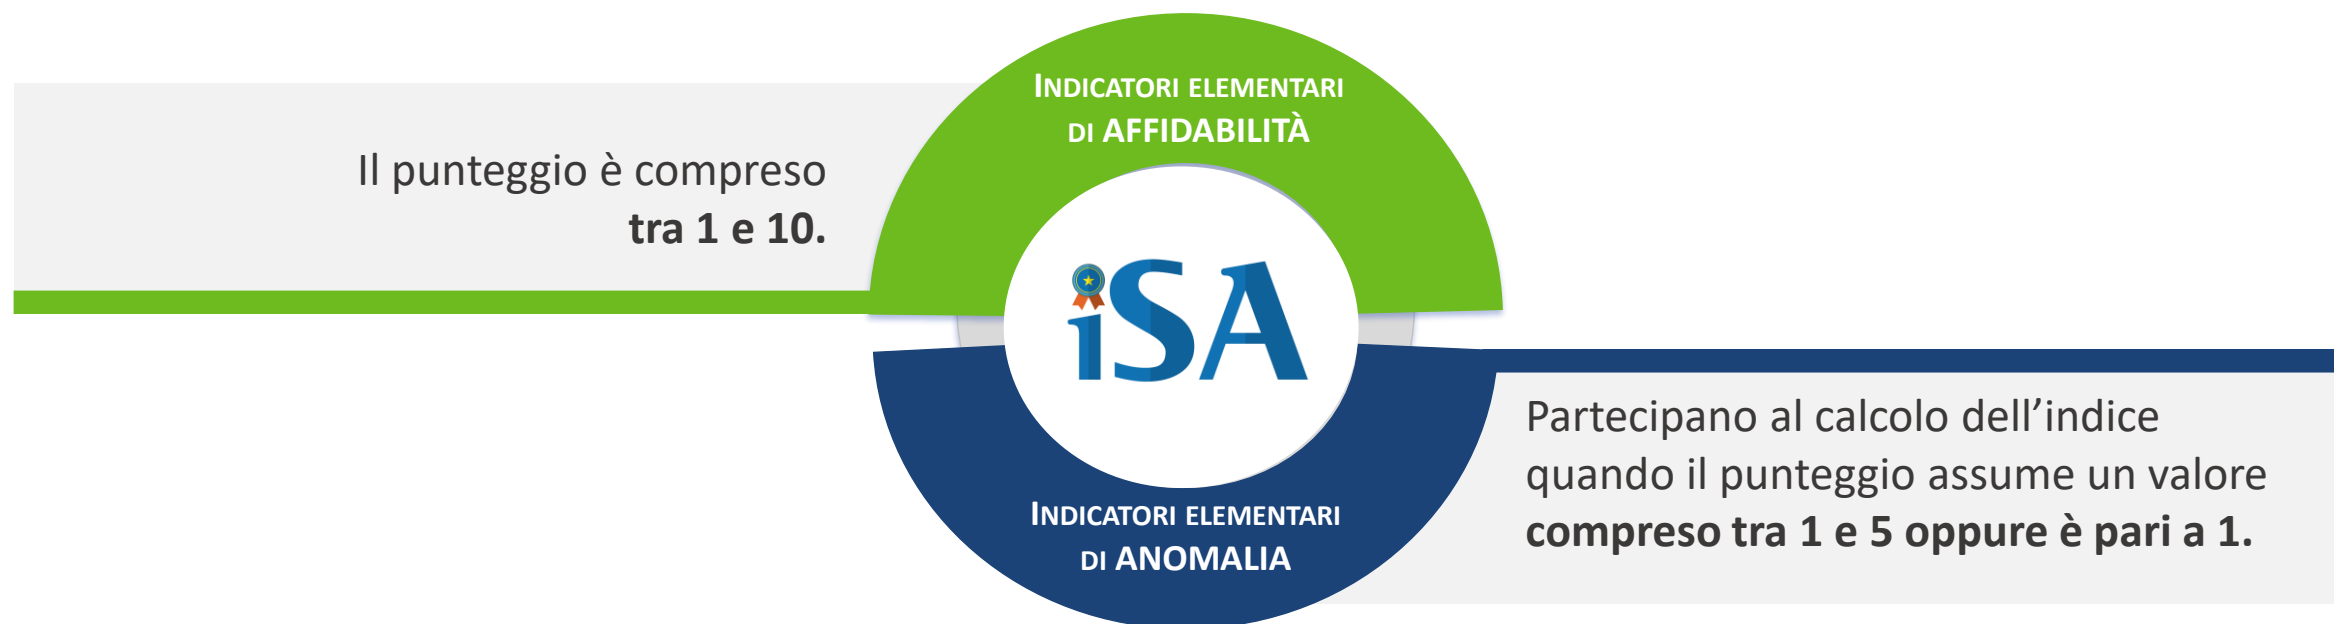 INDICATORI ELEMENTARI
DI AFFIDABILITÀ
Il punteggio è compreso
tra 1 e 10.
iSA
Partecipano al calcolo dell’indice
quando il punteggio assume un valore
compreso tra 1 e 5 oppure è pari a 1.
INDICATORI ELEMENTARI
DI ANOMALIA